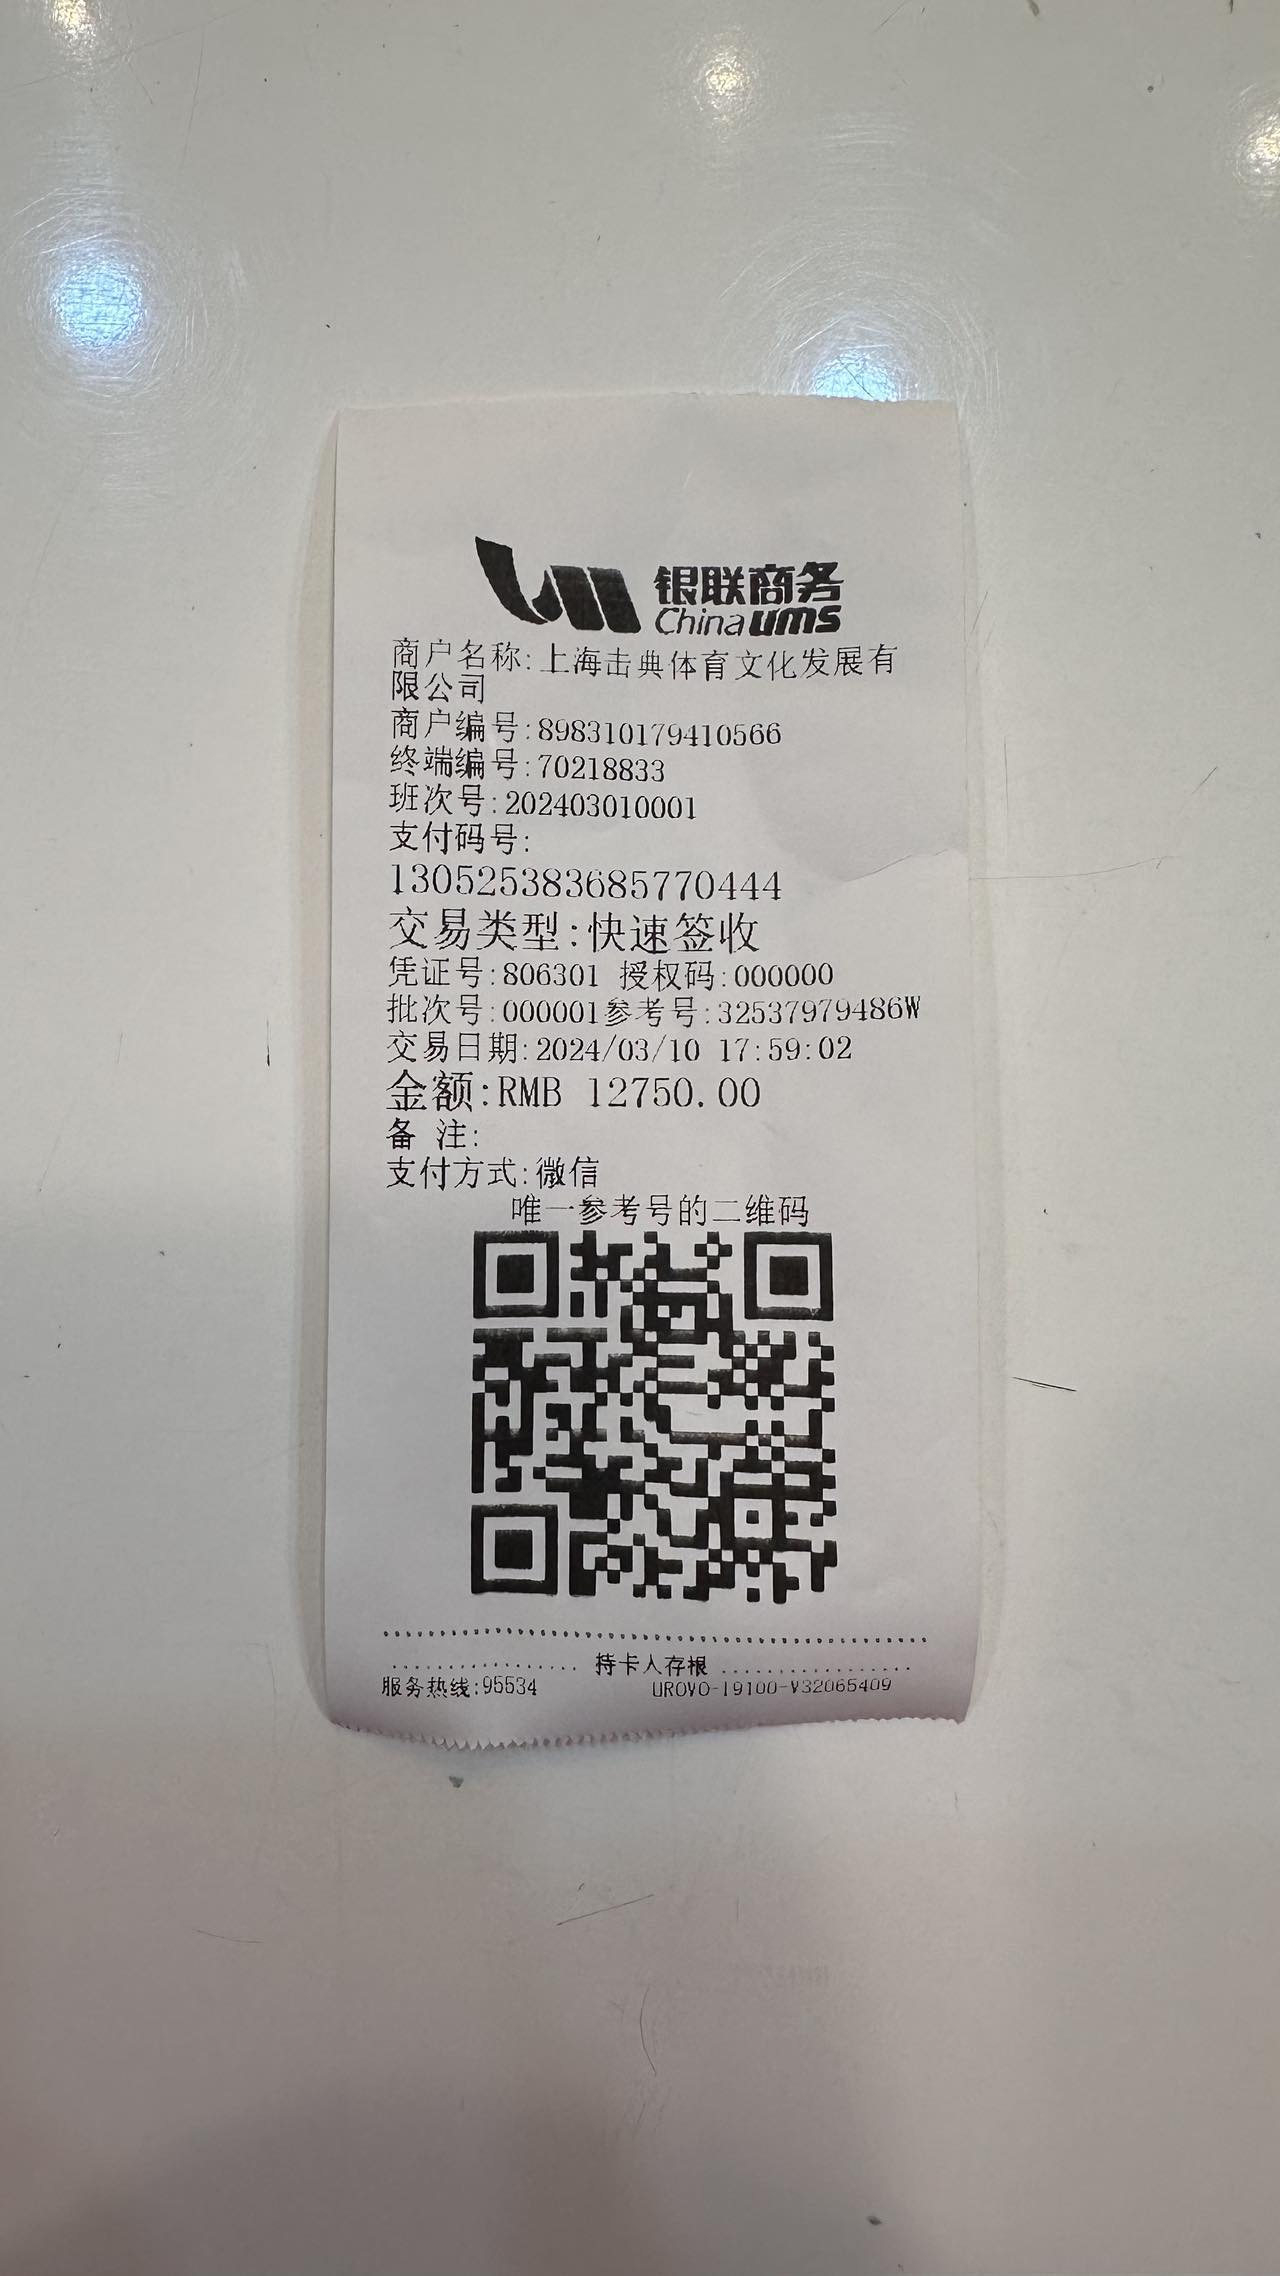 银联商务
China ums
商户名称:上海击典体育文化发展有
限公司
商户编号:898310179410566
终端编号:70218833
班次号:202403010001
支付码号:
130525383685770444
交易类型:快速签收
凭证号:806301 授权码:000000
批次号:000001参考号:32537979486W
交易日期:2024/03/10 17:59:02
金额:RMB 12750.00
备 注:
支付方式:微信
唯一参考号的二维码
持卡人存根
服务热线:95534 UROVO-I9100-V32065409